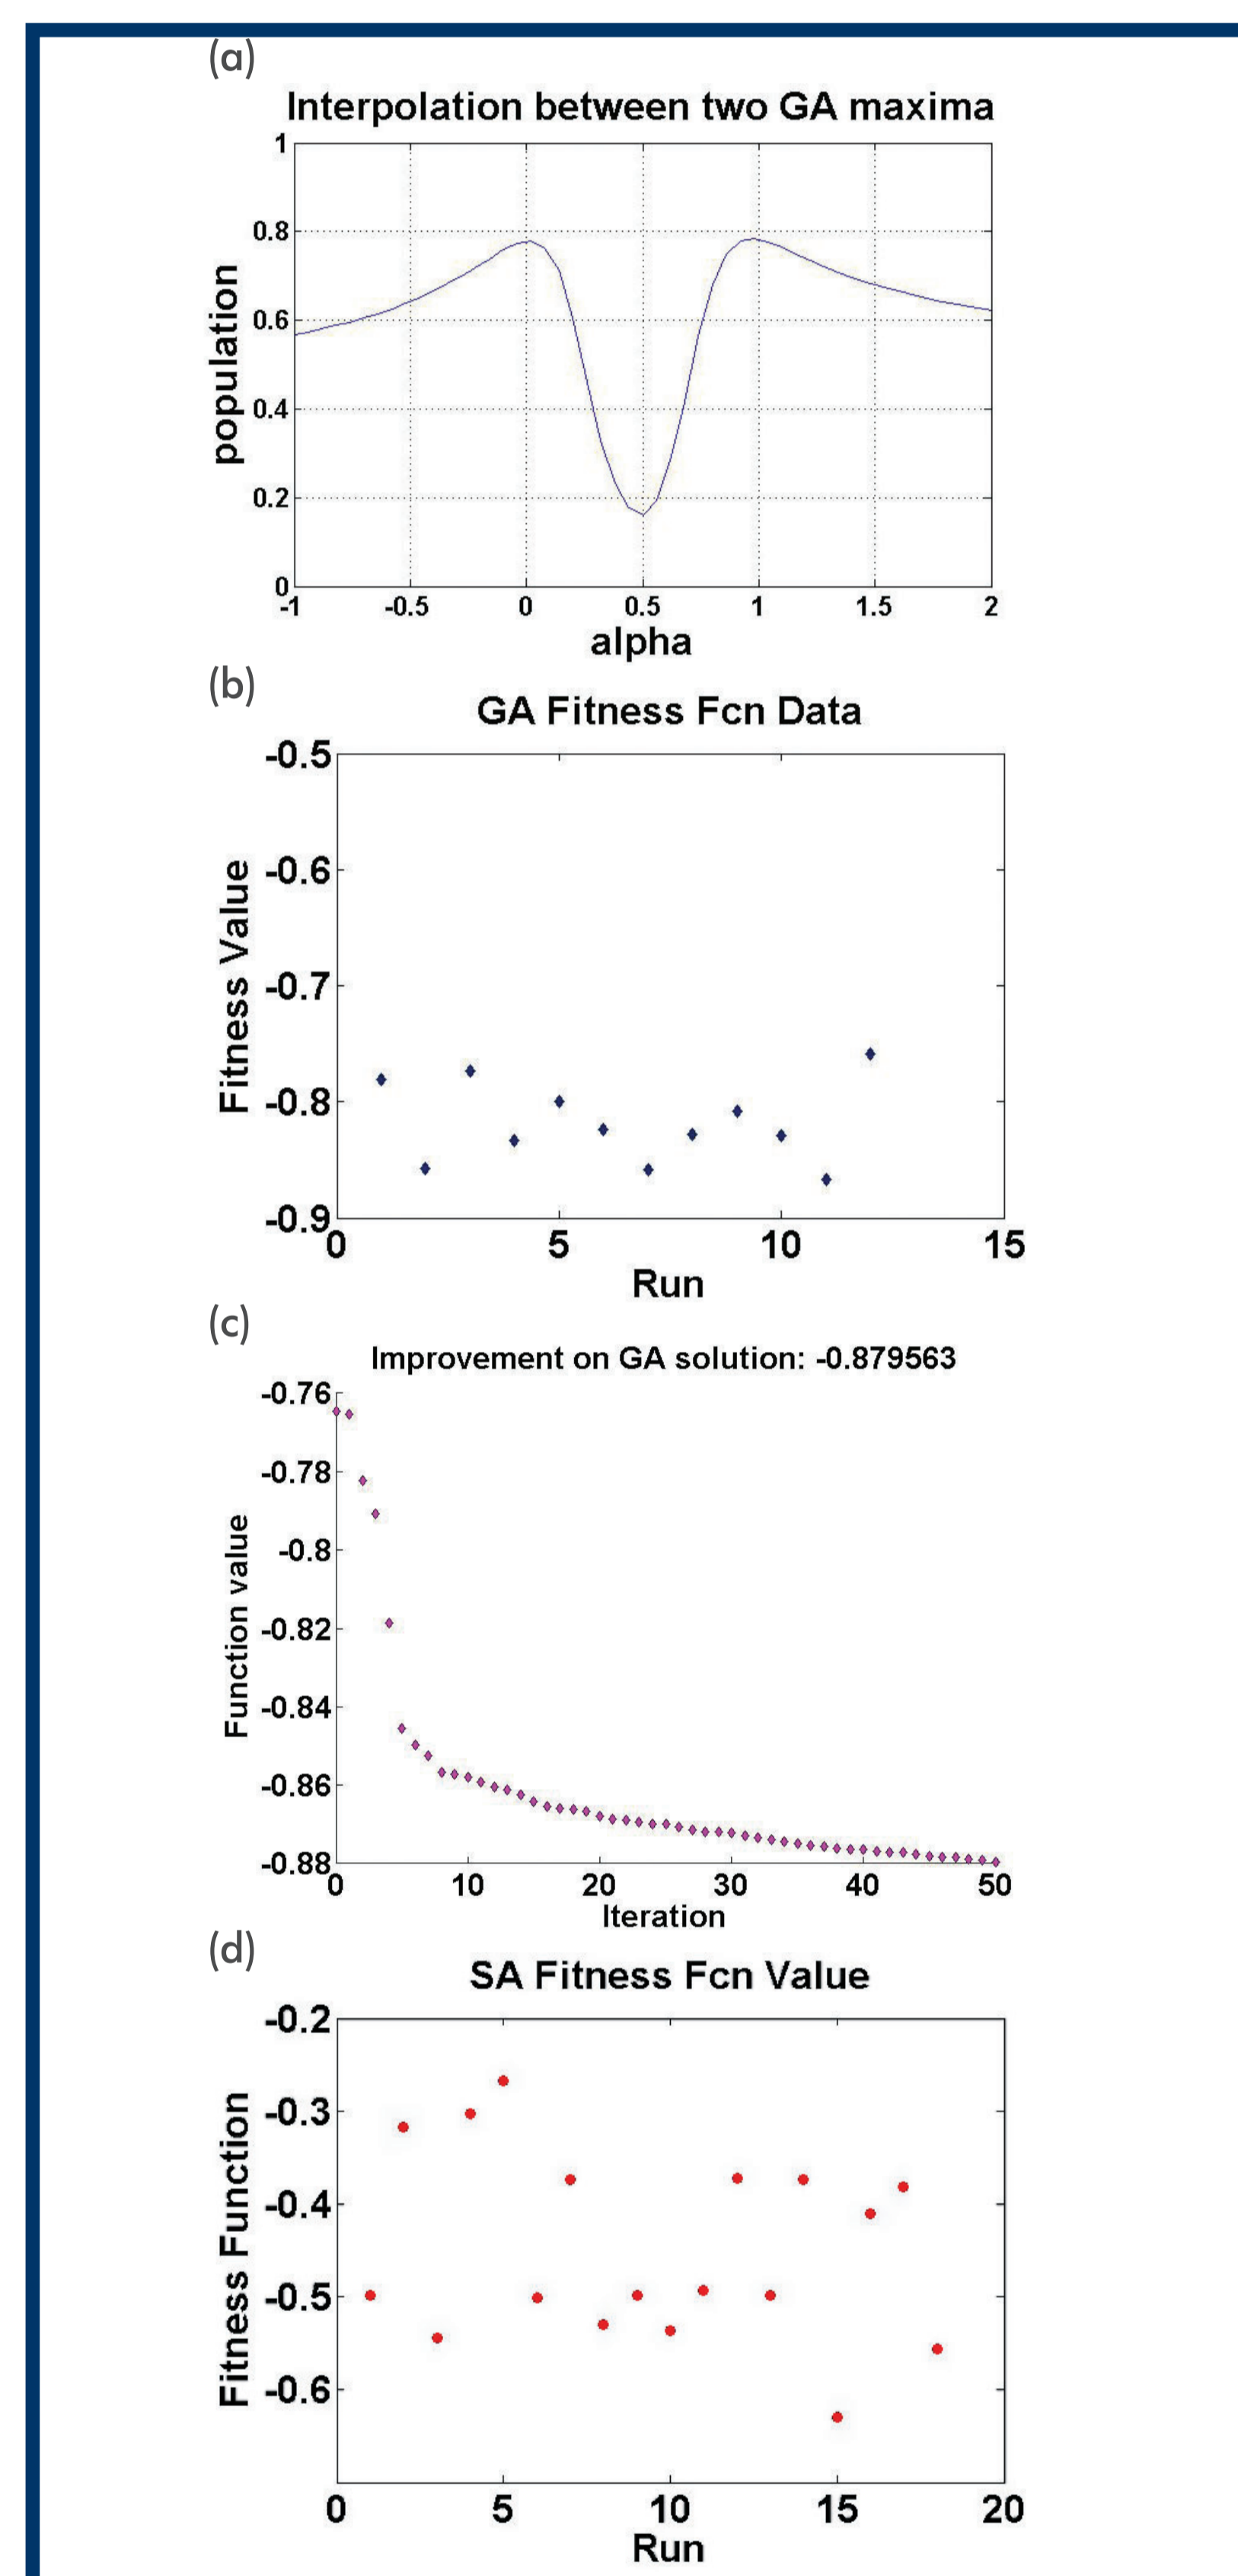 (a)
Interpolation between two GA maxima
1
0.8
0.6
0.4
0.2
0
population
-1 -0.5 0 0.5 1 1.5 2
alpha
(b)
GA Fitness Fcn Data
-0.5
-0.6
-0.7
-0.8
-0.9
Fitness Value
0 5 10 15
Run
(c)
Improvement on GA solution: -0.879563
-0.76
-0.78
-0.8
-0.82
-0.84
-0.86
-0.88
Function value
0 10 20 30 40 50
Iteration
(d)
SA Fitness Fcn Value
-0.2
-0.3
-0.4
-0.5
-0.6
Fitness Function
0 5 10 15 20
Run